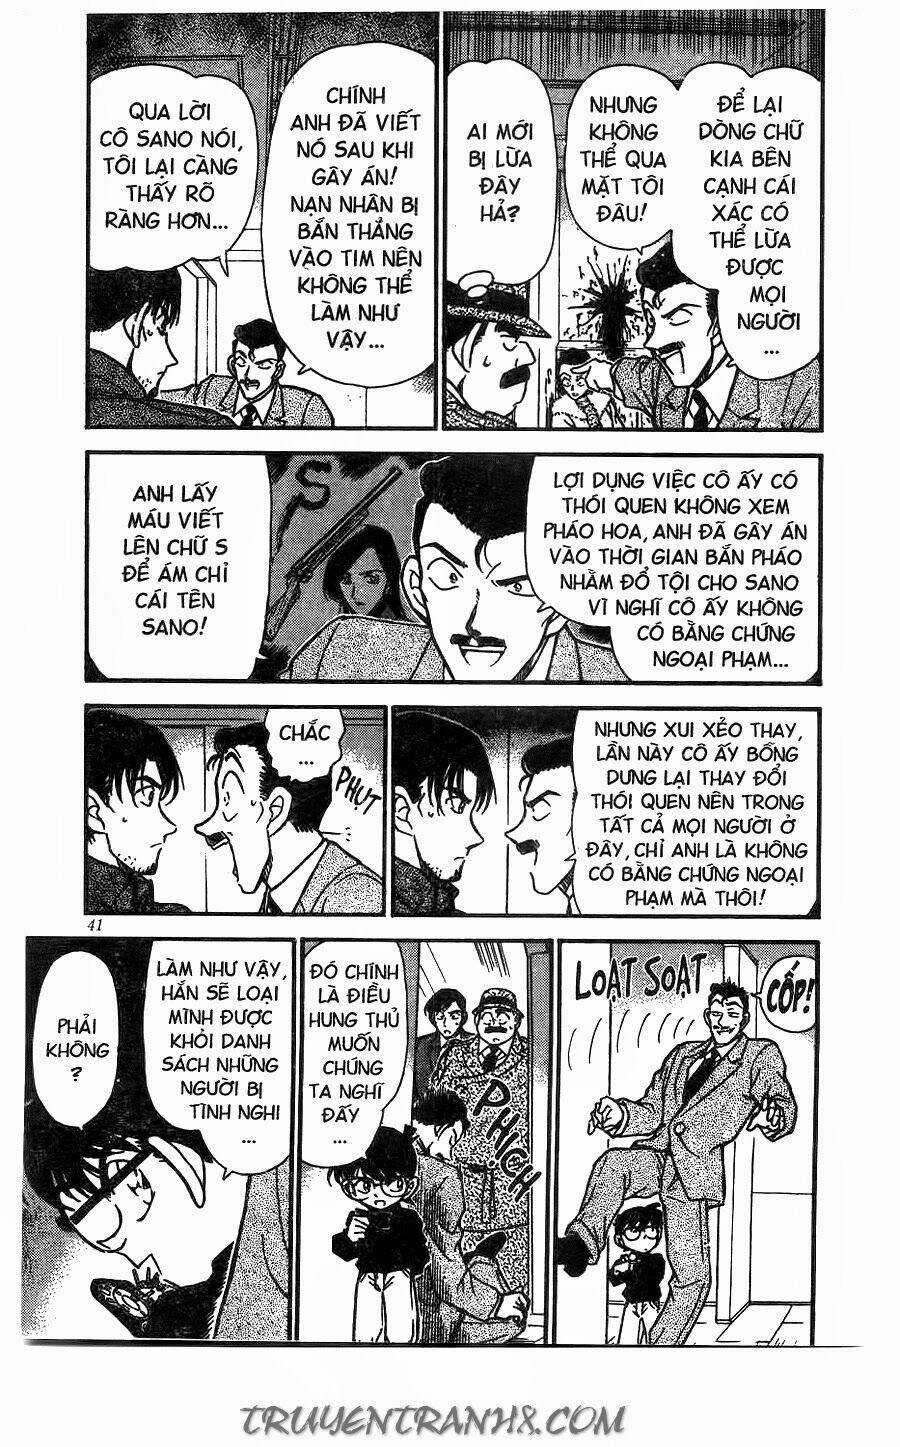 ĐỂ LẠI
DÒNG CHỮ
KIA BÊN
CẠNH CÁI
XÁC CÓ
THỂ LỪA
ĐƯỢC
MỌI
NGƯỜI
...
NHƯNG
KHÔNG
THỂ QUA
MẶT TÔI
ĐÂU!
AI MỚI
BỊ LỪA
ĐÂY
HẢ?
CHÍNH
ANH ĐÃ VIẾT
NÓ SAU KHI
GÂY ÁN!
NẠN NHÂN BỊ
BẮN THẲNG
VÀO TIM NÊN
KHÔNG THỂ
LÀM NHƯ
VẬY...
QUA LỜI
CÔ SANO NÓI,
TÔI LẠI CÀNG
THẤY RÕ
RÀNG HƠN...
LỢI DỤNG VIỆC CÔ ẤY CÓ
THÓI QUEN KHÔNG XEM
PHÁO HOA, ANH ĐÃ GÂY ÁN
VÀO THỜI GIAN BẮN PHÁO
NHẰM ĐỔ TỘI CHO SANO
VÌ NGHĨ CÔ ẤY KHÔNG
CÓ BẰNG CHỨNG
NGOẠI PHẠM...
S
ANH LẤY
MÁU VIẾT
LÊN CHỮ S
ĐỂ ÁM CHỈ
CÁI TÊN
SANO!
NHƯNG XUI XẺO THAY,
LẦN NÀY CÔ ẤY BỔNG
DƯNG LẠI THAY ĐỔI
THÓI QUEN NÊN TRONG
TẤT CẢ MỌI NGƯỜI Ở
ĐÂY, CHỈ ANH LÀ KHÔNG
CÓ BẰNG CHỨNG NGOẠI
PHẠM MÀ THÔI!
CHẮC
...
PHỤT
41
CỐP!
LOẠT SOẠT
PHỊCH
ĐÓ CHÍNH
LÀ ĐIỀU
HUNG THỦ
MUỐN
CHÚNG
TA NGHĨ
ĐẤY
...
LÀM NHƯ VẬY,
HẮN SẼ LOẠI
MÌNH ĐƯỢC
KHỎI DANH
SÁCH NHỮNG
NGƯỜI BỊ
TÌNH NGHI
...
PHẢI
KHÔNG
?
TRUYENTRANH8.COM